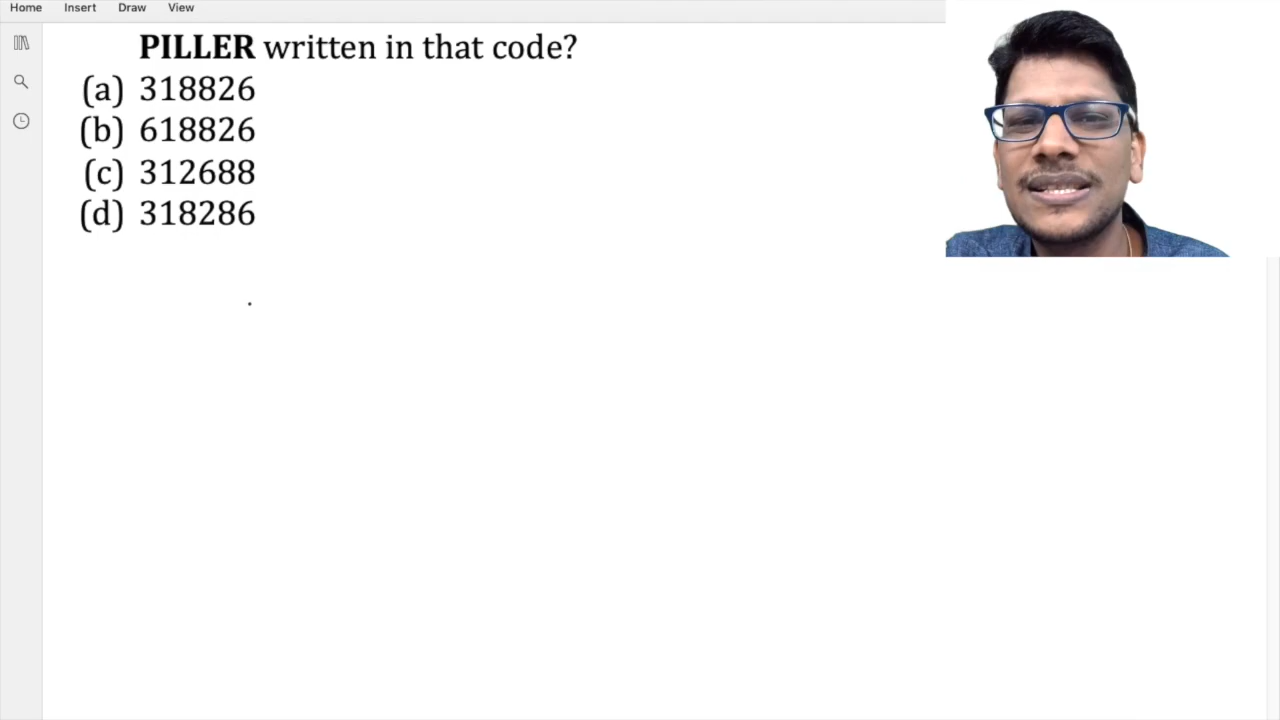 Home Insert Draw View
PILLER written in that code?
(a) 318826
(b) 618826
(c) 312688
(d) 318286